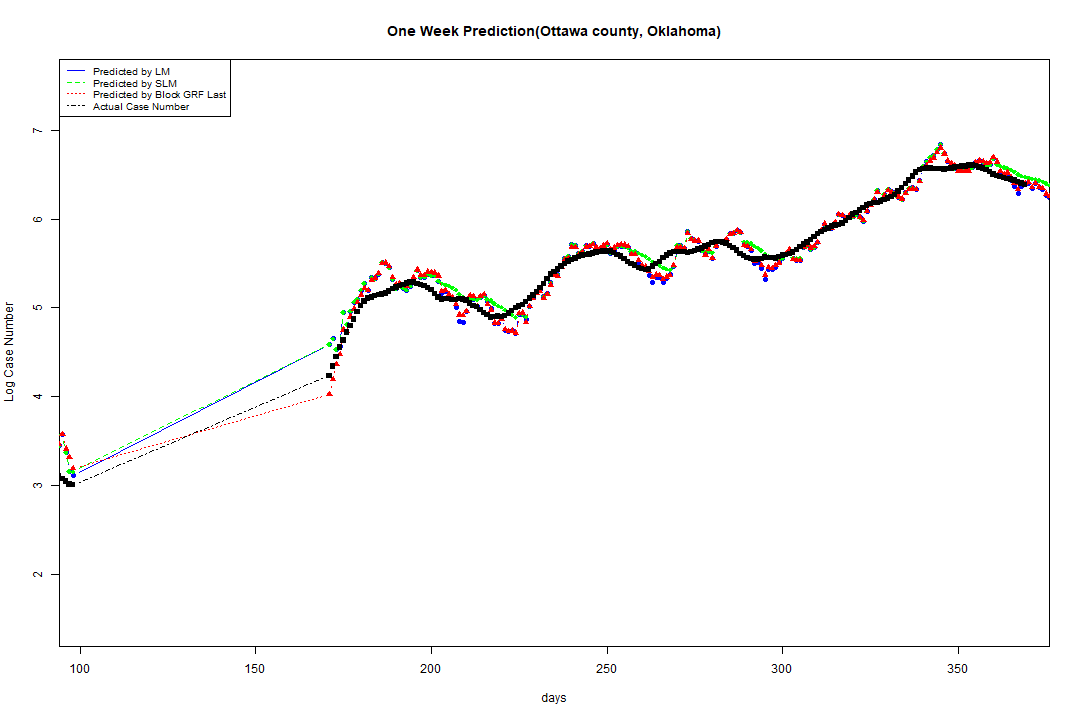 One Week Prediction(Ottawa county, Oklahoma)
Predicted by LM
Predicted by SLM
Predicted by Block GRF Last
Actual Case Number
7
6
5
4
3
2
Log Case Number
100 150 200 250 300 350
days